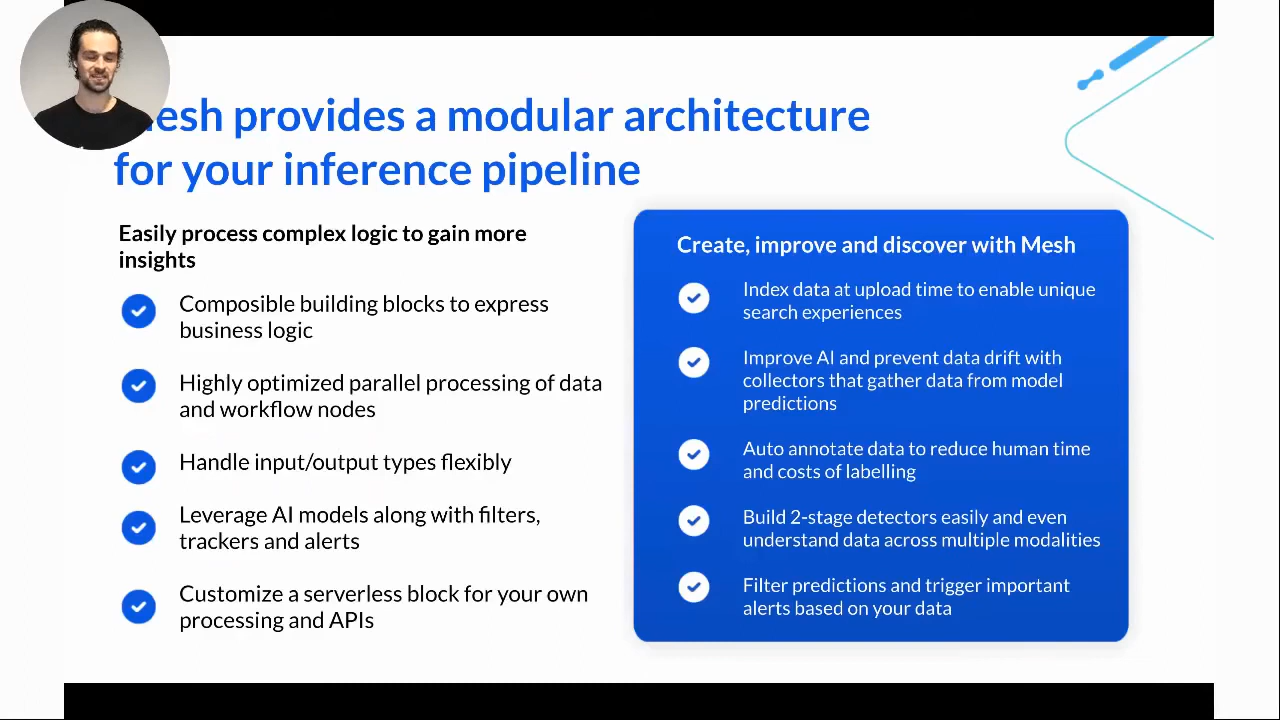 esh provides a modular architecture
for your inference pipeline
Easily process complex logic to gain more
insights
Composible building blocks to express
business logic
Highly optimized parallel processing of data
and workflow nodes
Handle input/output types flexibly
Leverage AI models along with filters,
trackers and alerts
Customize a serverless block for your own
processing and APIs
Create, improve and discover with Mesh
Index data at upload time to enable unique
search experiences
Improve AI and prevent data drift with
collectors that gather data from model
predictions
Auto annotate data to reduce human time
and costs of labelling
Build 2-stage detectors easily and even
understand data across multiple modalities
Filter predictions and trigger important
alerts based on your data